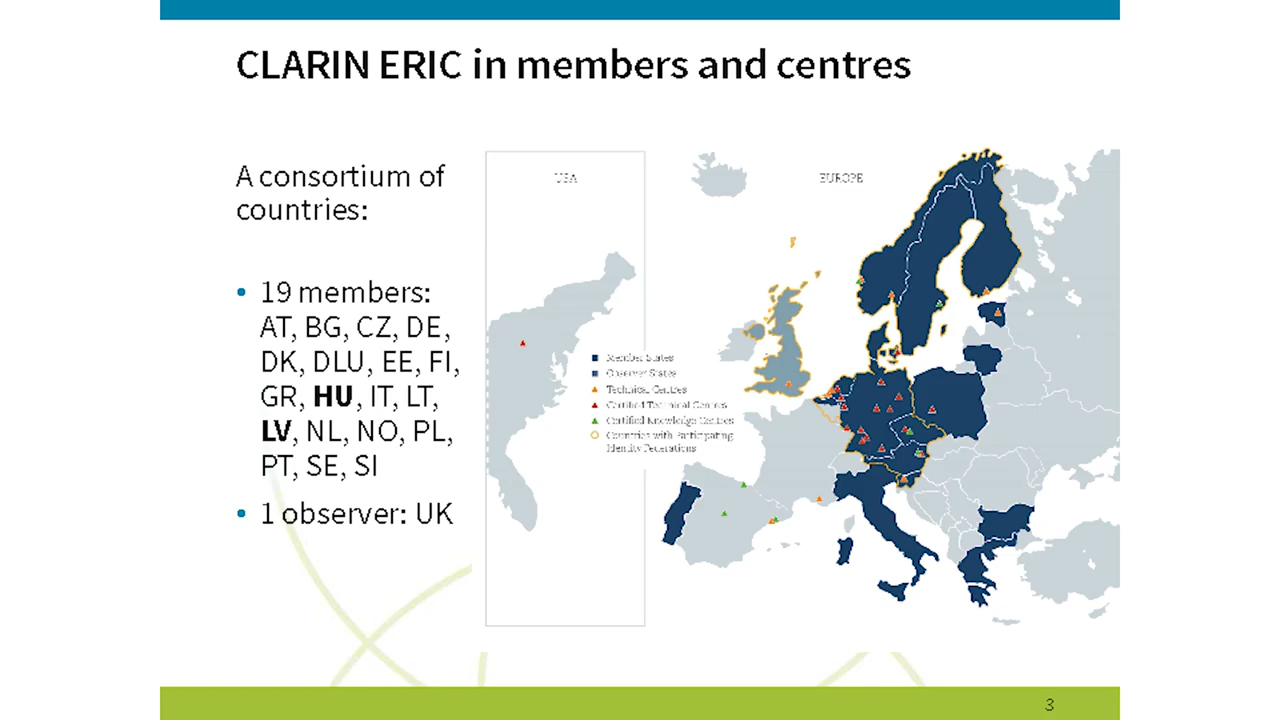 CLARIN ERIC in members and centres
A consortium of
countries:
• 19 members:
AT, BG, CZ, DE,
DK, DLU, EE, FI,
GR, HU, IT, LT,
LV, NL, NO, PL,
PT, SE, SI
• 1 observer: UK
USA
EUROPE
Member States
Observer States
Technical Centres
Certified Technical Centres
Certified Knowledge Centres
Countries with Participating
Identity Federations
3